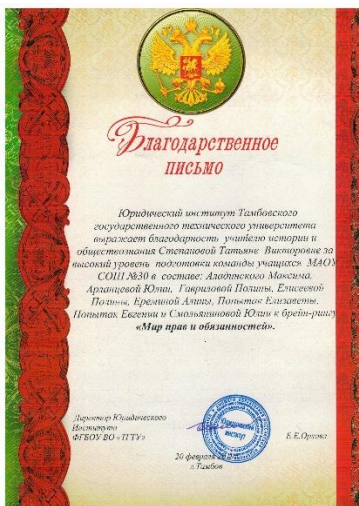 Благодарственное
письмо
Юридический институт Тамбовского
государственного технического университета
выражает благодарность учителю истории и
обществознания Степановой Татьяне Викторовне за
высокий уровень подготовки команды учащихся МАОУ
СОШ №30 в составе: Аладинского Максима,
Арланцевой Юлии, Гавриловой Полины, Елисеевой
Полины, Ереминой Алины, Попытак Елизаветы,
Попытак Евгении и Смольяниновой Юлии к брейн-рингу
«Мир прав и обязанностей».
Директор Юридического
Института
ФГБОУ ВО «ТГТУ»
Е.Е.Орлова
20 февраля
г.Тамбов